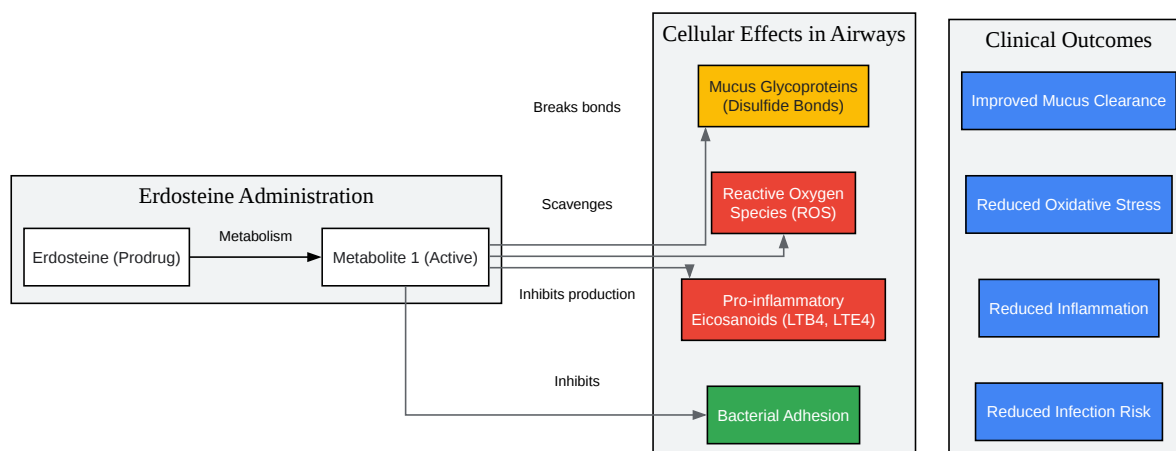 Cellular Effects in Airways
Clinical Outcomes
Mucus Glycoproteins
(Disulfide Bonds)
Improved Mucus Clearance
Breaks bonds
Erdosteine Administration
Reactive Oxygen
Species (ROS)
Reduced Oxidative Stress
Scavenges
Metabolism
Erdosteine (Prodrug)
Metabolite 1 (Active)
Inhibits production
Pro-inflammatory
Eicosanoids (LTB4, LTE4)
Reduced Inflammation
Inhibits
Bacterial Adhesion
Reduced Infection Risk